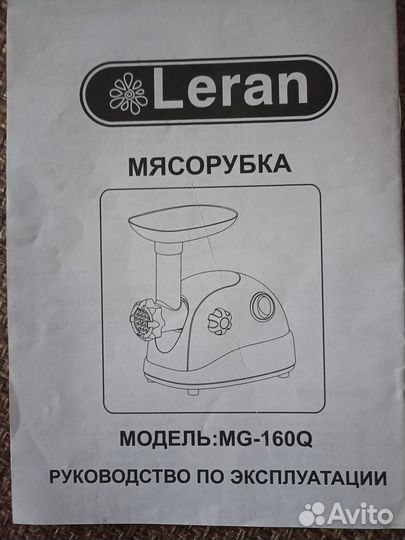 Leran
МЯСОРУБКА
МОДЕЛЬ:MG-160Q
РУКОВОДСТВО ПО ЭКСПЛУАТАЦИИ
Avito